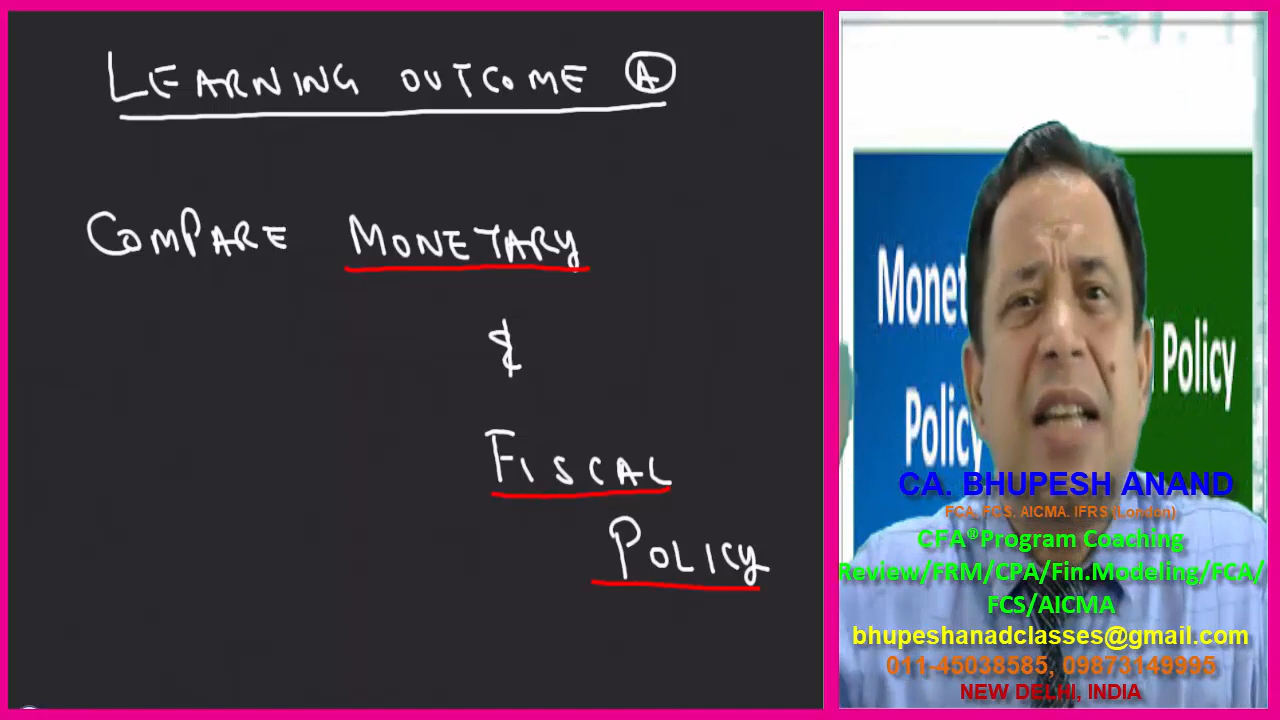 LEARNING OUTCOME A
COMPARE MONETARY
&
FISCAL
POLICY
Monet
Policy
Policy
CA. BHUPESH ANAND
FCA, FCS, AICMA, IFRS (London)
CFA®Program Coaching
Review/FRM/CPA/Fin.Modeling/FCA/
FCS/AICMA
bhupeshanadclasses@gmail.com
011-45038585, 09873149995
NEW DELHI, INDIA